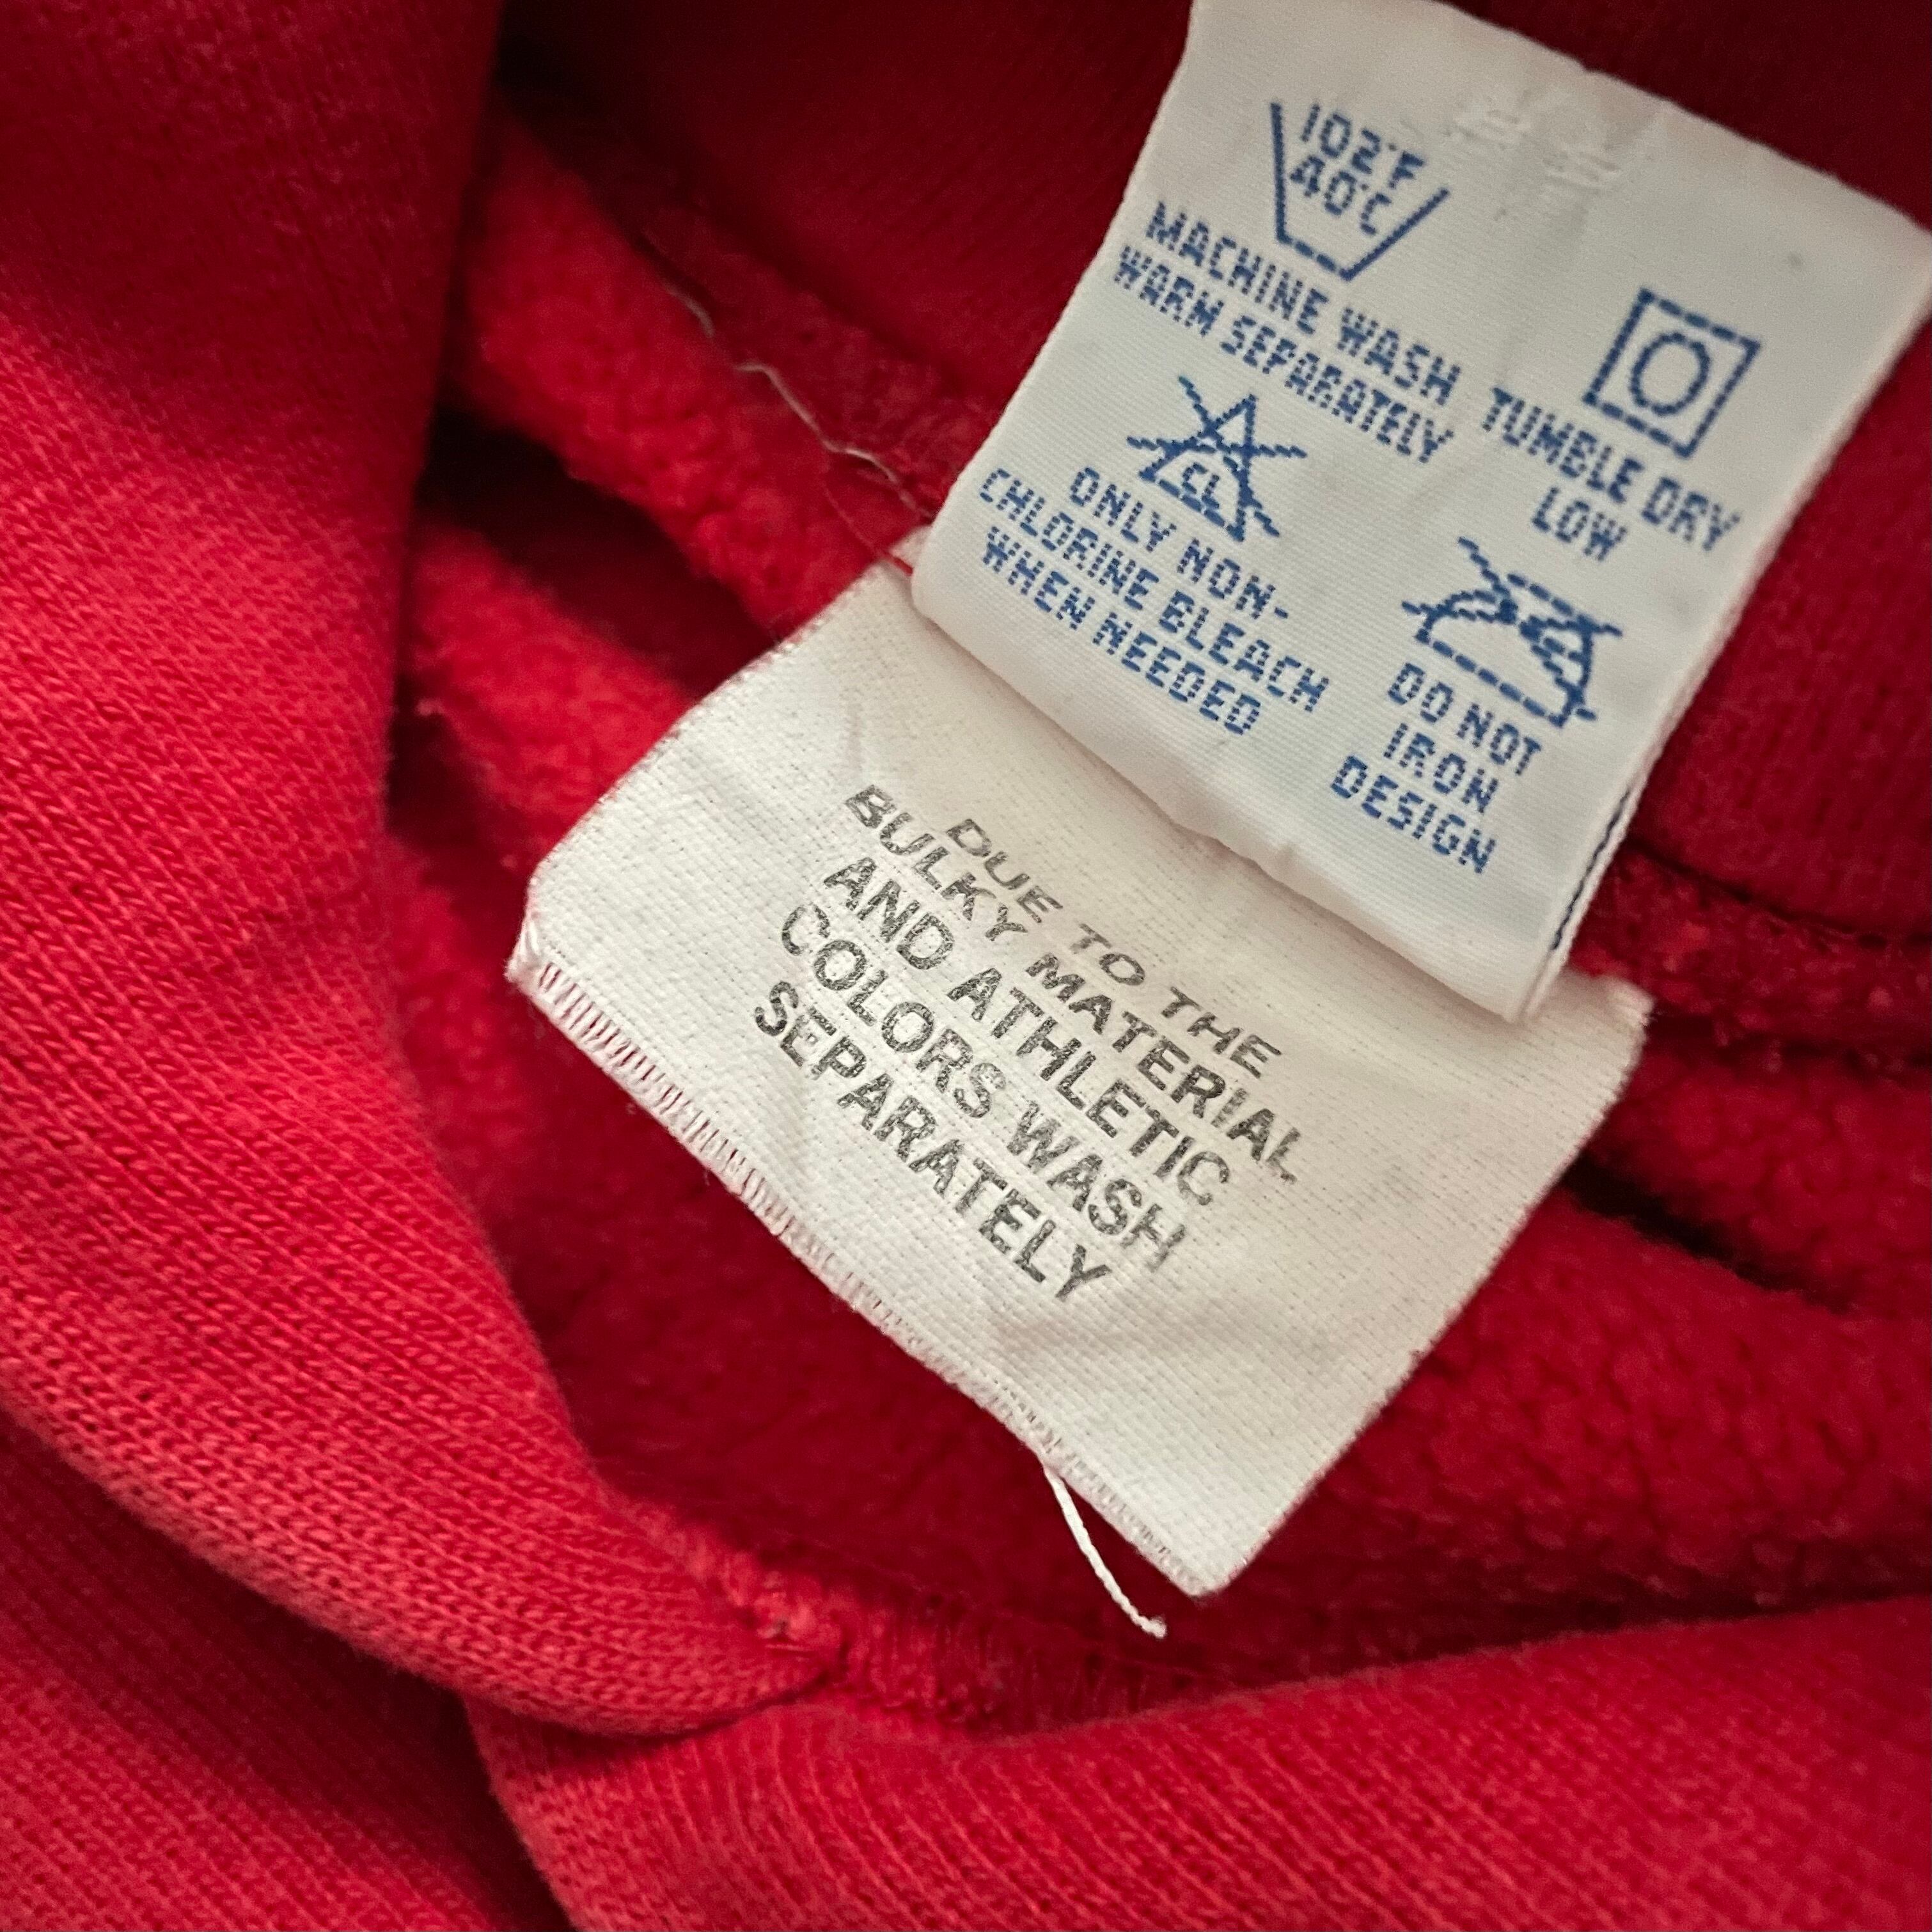 102°F
40°C
MACHINE WASH
WARM SEPARATELY
CL
ONLY NON-
CHLORINE BLEACH
WHEN NEEDED
TUMBLE DRY
LOW
DO NOT
IRON
DESIGN
DUE TO THE
BULKY MATERIAL
AND ATHLETIC
COLORS WASH
SEPARATELY